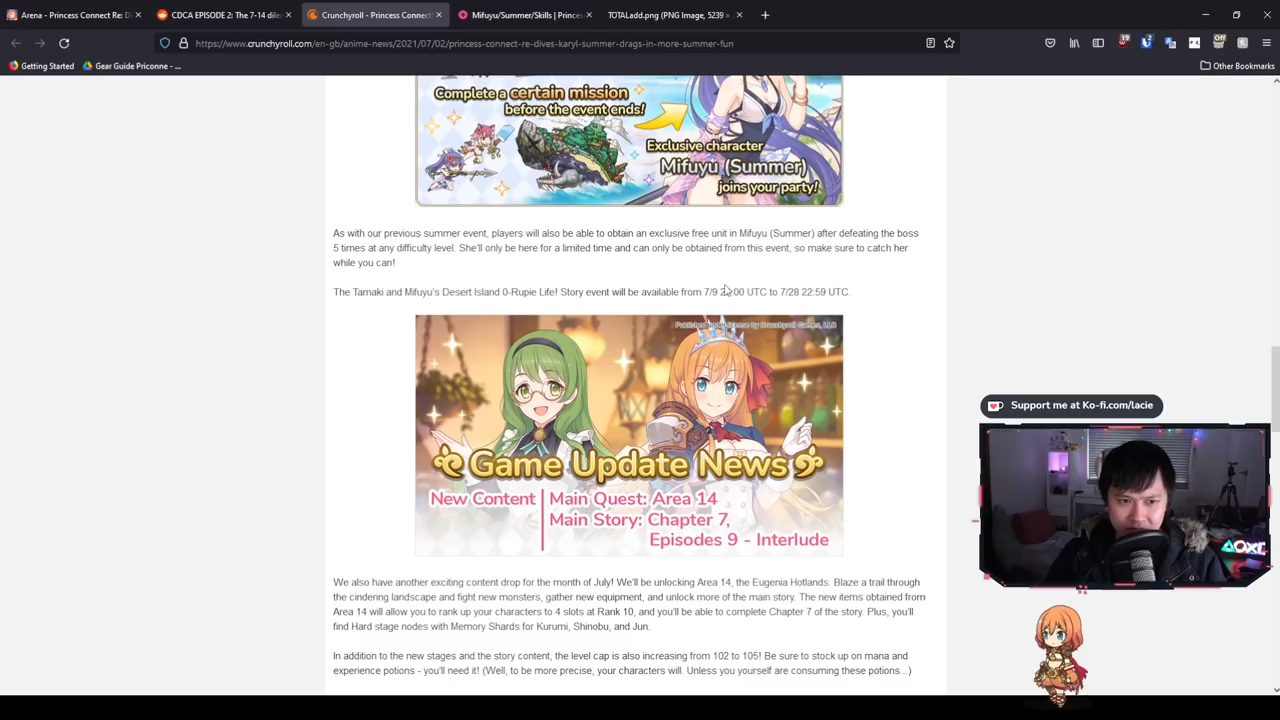 Arena - Princess Connect Re: Di
CDCA EPISODE 2: The 7-14 dile
Crunchyroll - Princess Connect!
Mifuyu/Summer/Skills | Princes
TOTALadd.png (PNG Image, 5239 ×
https://www.crunchyroll.com/en-gb/anime-news/2021/07/02/princess-connect-re-dives-karyl-summer-drags-in-more-summer-fun
Getting Started
Gear Guide Priconne - ...
Other Bookmarks
Complete a certain mission
before the event ends!
Exclusive character
Mifuyu (Summer)
joins your party!
As with our previous summer event, players will also be able to obtain an exclusive free unit in Mifuyu (Summer) after defeating the boss
5 times at any difficulty level. She'll only be here for a limited time and can only be obtained from this event, so make sure to catch her
while you can!
The Tamaki and Mifuyu's Desert Island 0-Rupie Life! Story event will be available from 7/9 23:00 UTC to 7/28 22:59 UTC.
Published under license by Crunchyroll Games, LLC
Game Update News
New Content
Main Quest: Area 14
Main Story: Chapter 7,
Episodes 9 - Interlude
We also have another exciting content drop for the month of July! We'll be unlocking Area 14, the Eugenia Hotlands. Blaze a trail through
the cindering landscape and fight new monsters, gather new equipment, and unlock more of the main story. The new items obtained from
Area 14 will allow you to rank up your characters to 4 slots at Rank 10, and you'll be able to complete Chapter 7 of the story. Plus, you'll
find Hard stage nodes with Memory Shards for Kurumi, Shinobu, and Jun.
In addition to the new stages and the story content, the level cap is also increasing from 102 to 105! Be sure to stock up on mana and
experience potions - you'll need it! (Well, to be more precise, your characters will. Unless you yourself are consuming these potions...)
Support me at Ko-fi.com/lacie